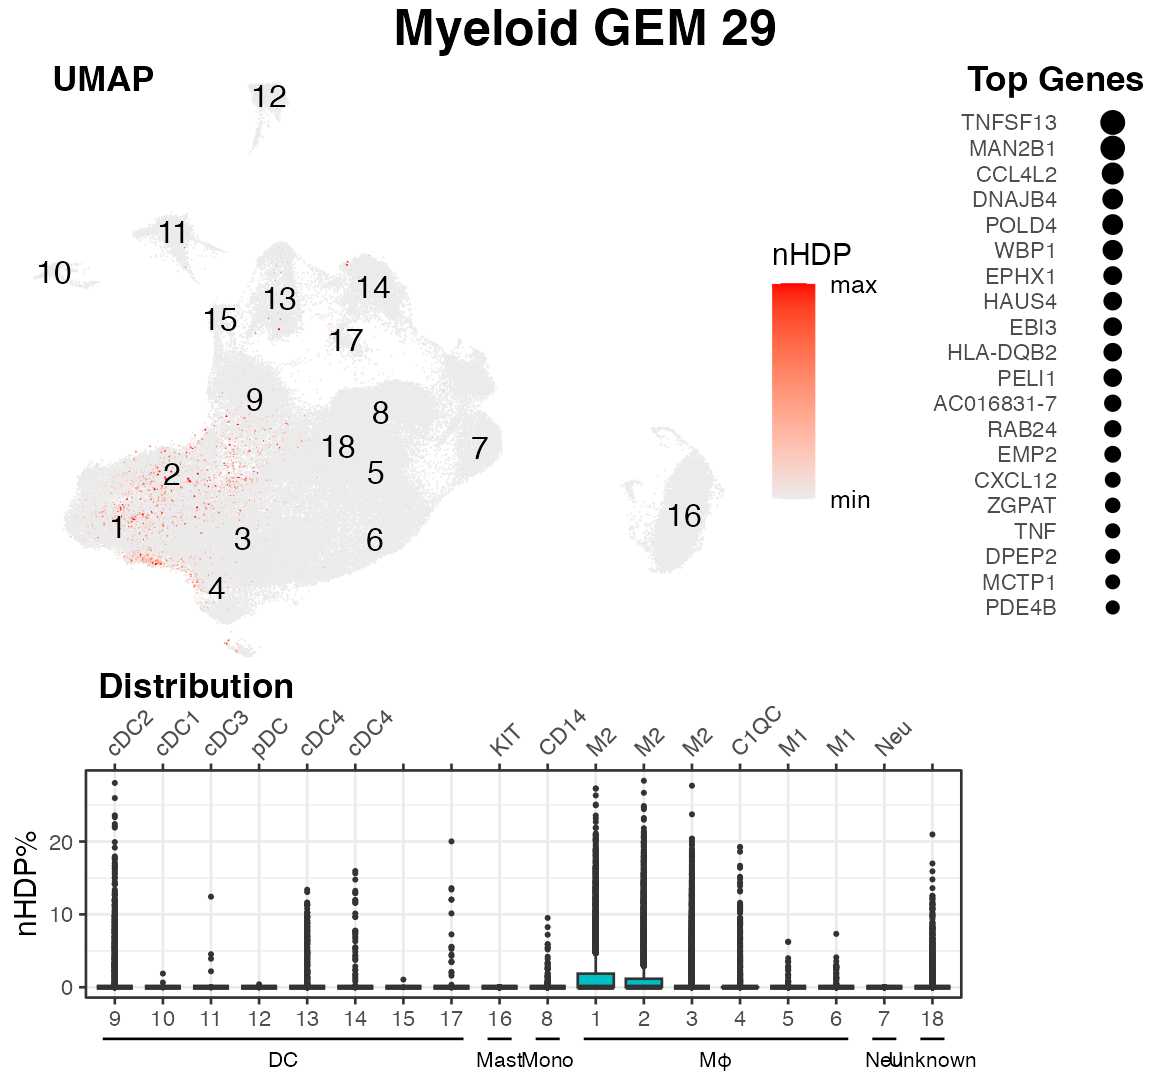 Myeloid GEM 29
UMAP
12
11
10
13
14
15
17
9
8
18
7
2
5
1
3
6
4
16
nHDP
max
min
Top Genes
TNFSF13
MAN2B1
CCL4L2
DNAJB4
POLD4
WBP1
EPHX1
HAUS4
EBI3
HLA-DQB2
PELI1
AC016831-7
RAB24
EMP2
CXCL12
ZGPAT
TNF
DPEP2
MCTP1
PDE4B
Distribution
cDC2 cDC1 cDC3 pDC cDC4 cDC4 KIT CD14 M2 M2 M2 C1QC M1 M1 Neu
nHDP%
20
10
0
9 10 11 12 13 14 15 17 16 8 1 2 3 4 5 6 7 18
DC Mast Mono Mϕ Neu Unknown